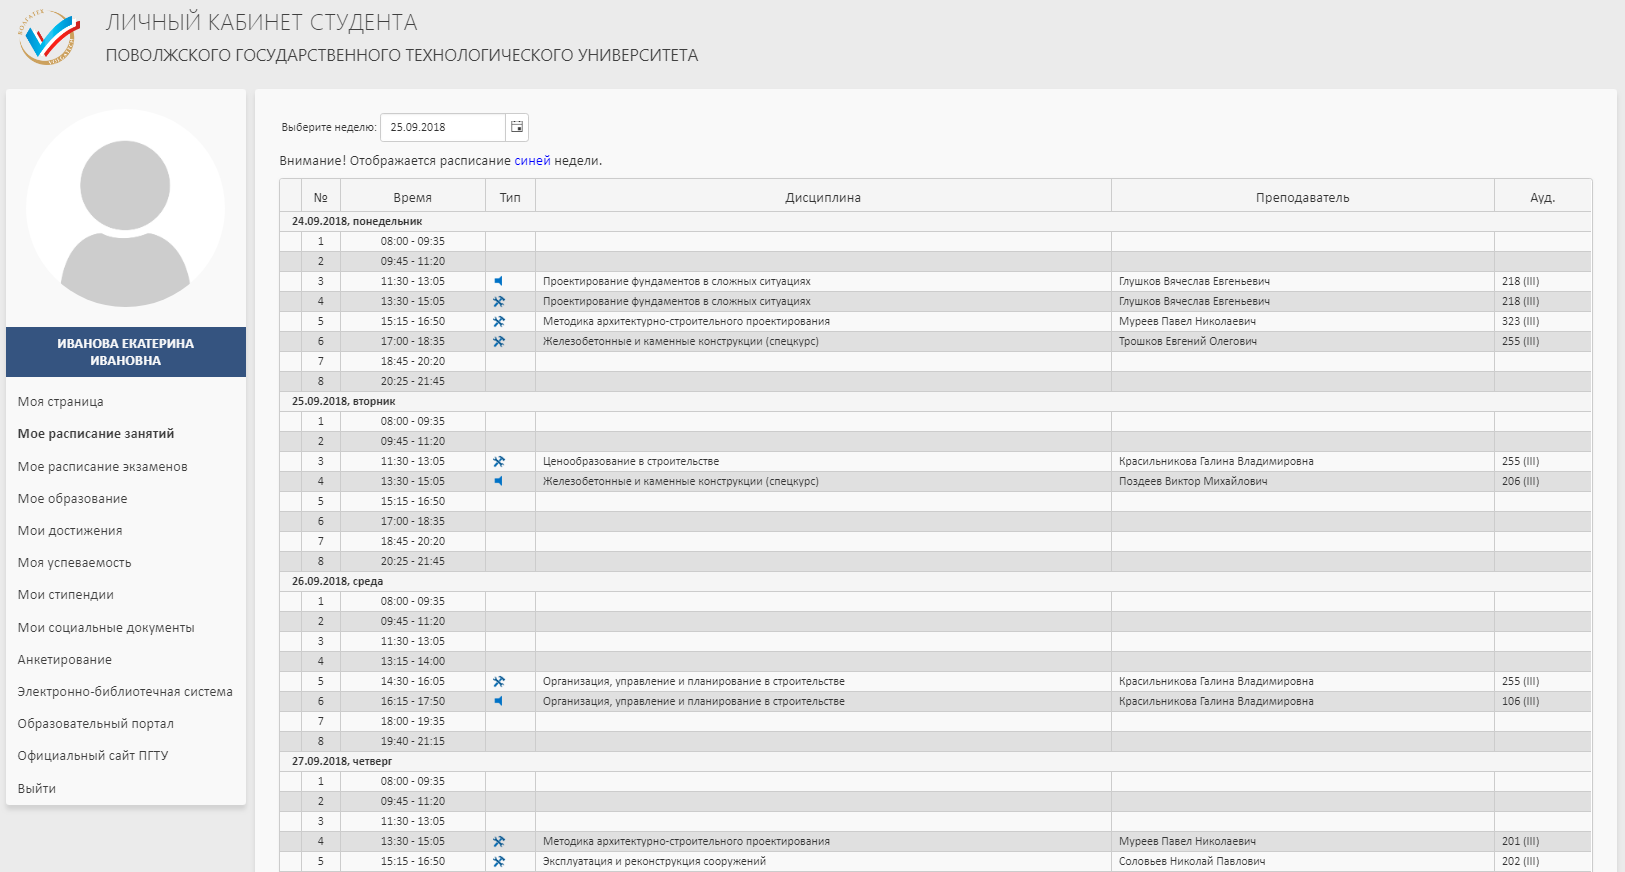 ЛИЧНЫЙ КАБИНЕТ СТУДЕНТА
ПОВОЛЖСКОГО ГОСУДАРСТВЕННОГО ТЕХНОЛОГИЧЕСКОГО УНИВЕРСИТЕТА
ИВАНОВА ЕКАТЕРИНА
ИВАНОВНА
Моя страница
Мое расписание занятий
Мое расписание экзаменов
Мое образование
Мои достижения
Моя успеваемость
Мои стипендии
Мои социальные документы
Анкетирование
Электронно-библиотечная система
Образовательный портал
Официальный сайт ПГТУ
Выйти
Выберите неделю: 25.09.2018
Внимание! Отображается расписание синей недели.
№ Время Тип Дисциплина Преподаватель Ауд.
24.09.2018, понедельник
1 08:00 - 09:35
2 09:45 - 11:20
3 11:30 - 13:05 Проектирование фундаментов в сложных ситуациях Глушков Вячеслав Евгеньевич 218 (III)
4 13:30 - 15:05 Проектирование фундаментов в сложных ситуациях Глушков Вячеслав Евгеньевич 218 (III)
5 15:15 - 16:50 Методика архитектурно-строительного проектирования Муреев Павел Николаевич 323 (III)
6 17:00 - 18:35 Железобетонные и каменные конструкции (спецкурс) Трошков Евгений Олегович 255 (III)
7 18:45 - 20:20
8 20:25 - 21:45
25.09.2018, вторник
1 08:00 - 09:35
2 09:45 - 11:20
3 11:30 - 13:05 Ценообразование в строительстве Красильникова Галина Владимировна 255 (III)
4 13:30 - 15:05 Железобетонные и каменные конструкции (спецкурс) Поздеев Виктор Михайлович 206 (III)
5 15:15 - 16:50
6 17:00 - 18:35
7 18:45 - 20:20
8 20:25 - 21:45
26.09.2018, среда
1 08:00 - 09:35
2 09:45 - 11:20
3 11:30 - 13:05
4 13:15 - 14:00
5 14:30 - 16:05 Организация, управление и планирование в строительстве Красильникова Галина Владимировна 255 (III)
6 16:15 - 17:50 Организация, управление и планирование в строительстве Красильникова Галина Владимировна 106 (III)
7 18:00 - 19:35
8 19:40 - 21:15
27.09.2018, четверг
1 08:00 - 09:35
2 09:45 - 11:20
3 11:30 - 13:05
4 13:30 - 15:05 Методика архитектурно-строительного проектирования Муреев Павел Николаевич 201 (III)
5 15:15 - 16:50 Эксплуатация и реконструкция сооружений Соловьев Николай Павлович 202 (III)